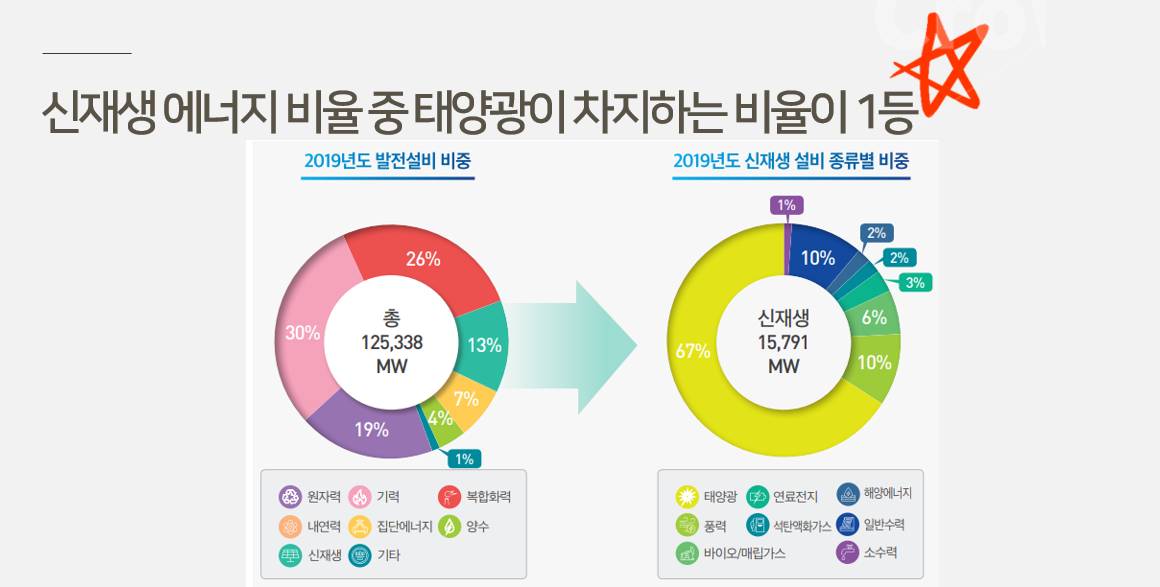 신재생 에너지 비율 중 태양광이 차지하는 비율이 1등
2019년도 발전설비 비중
26%
13%
7%
4%
1%
19%
30%
총
125,338
MW
원자력 기력 복합화력
내연력 집단에너지 양수
신재생 기타
2019년도 신재생 설비 종류별 비중
1%
10%
2%
2%
3%
6%
10%
67%
신재생
15,791
MW
태양광 연료전지 해양에너지
풍력 석탄액화가스 일반수력
바이오/매립가스 소수력